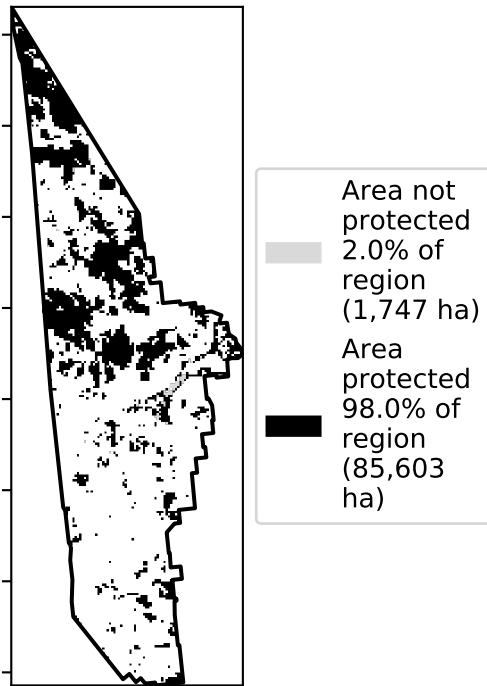 Area not
protected
2.0% of
region
(1,747 ha)
Area
protected
98.0% of
region
(85,603
ha)